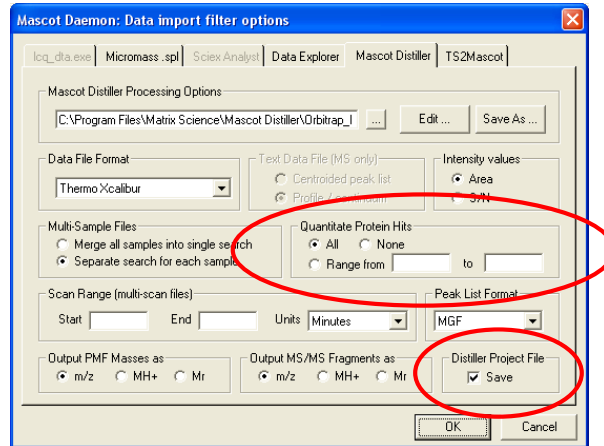 Mascot Daemon: Data import filter options
lcq_dta.exe Micromass .spl Sciex Analyst Data Explorer Mascot Distiller TS2Mascot
Mascot Distiller Processing Options
C:\Program Files\Matrix Science\Mascot Distiller\Orbitrap_l ... Edit ... Save As ...
Data File Format Text Data File (MS only) Intensity values
Thermo Xcalibur Centroided peak list Area
Profile / continuum S/N
Multi-Sample Files Quantitate Protein Hits
Merge all samples into single search All None
Separate search for each sample Range from to
Scan Range (multi-scan files) Peak List Format
Start End Units Minutes MGF
Output PMF Masses as Output MS/MS Fragments as Distiller Project File
m/z MH+ Mr m/z MH+ Mr Save
OK Cancel